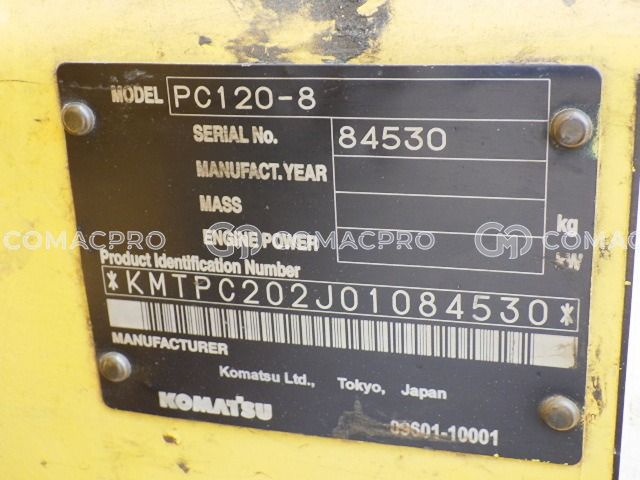 MODEL PC120-8
SERIAL No. 84530
MANUFACT.YEAR
MASS kg
ENGINE POWER kW
COMACPRO COMACPRO COMACPRO
Product Identification Number
*KMTPC202J01084530*
MANUFACTURER
Komatsu Ltd., Tokyo, Japan
KOMATSU
09601-10001